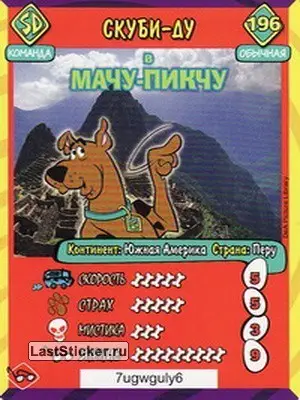 СКУБИ-ДУ
SD
196
КОМАНДА
ОБЫЧНАЯ
В
МАЧУ-ПИКЧУ
Континент: Южная Америка Страна: Перу
СКОРОСТЬ 5
СТРАХ 5
МИСТИКА 3
9
LastSticker.ru
7ugwguly6